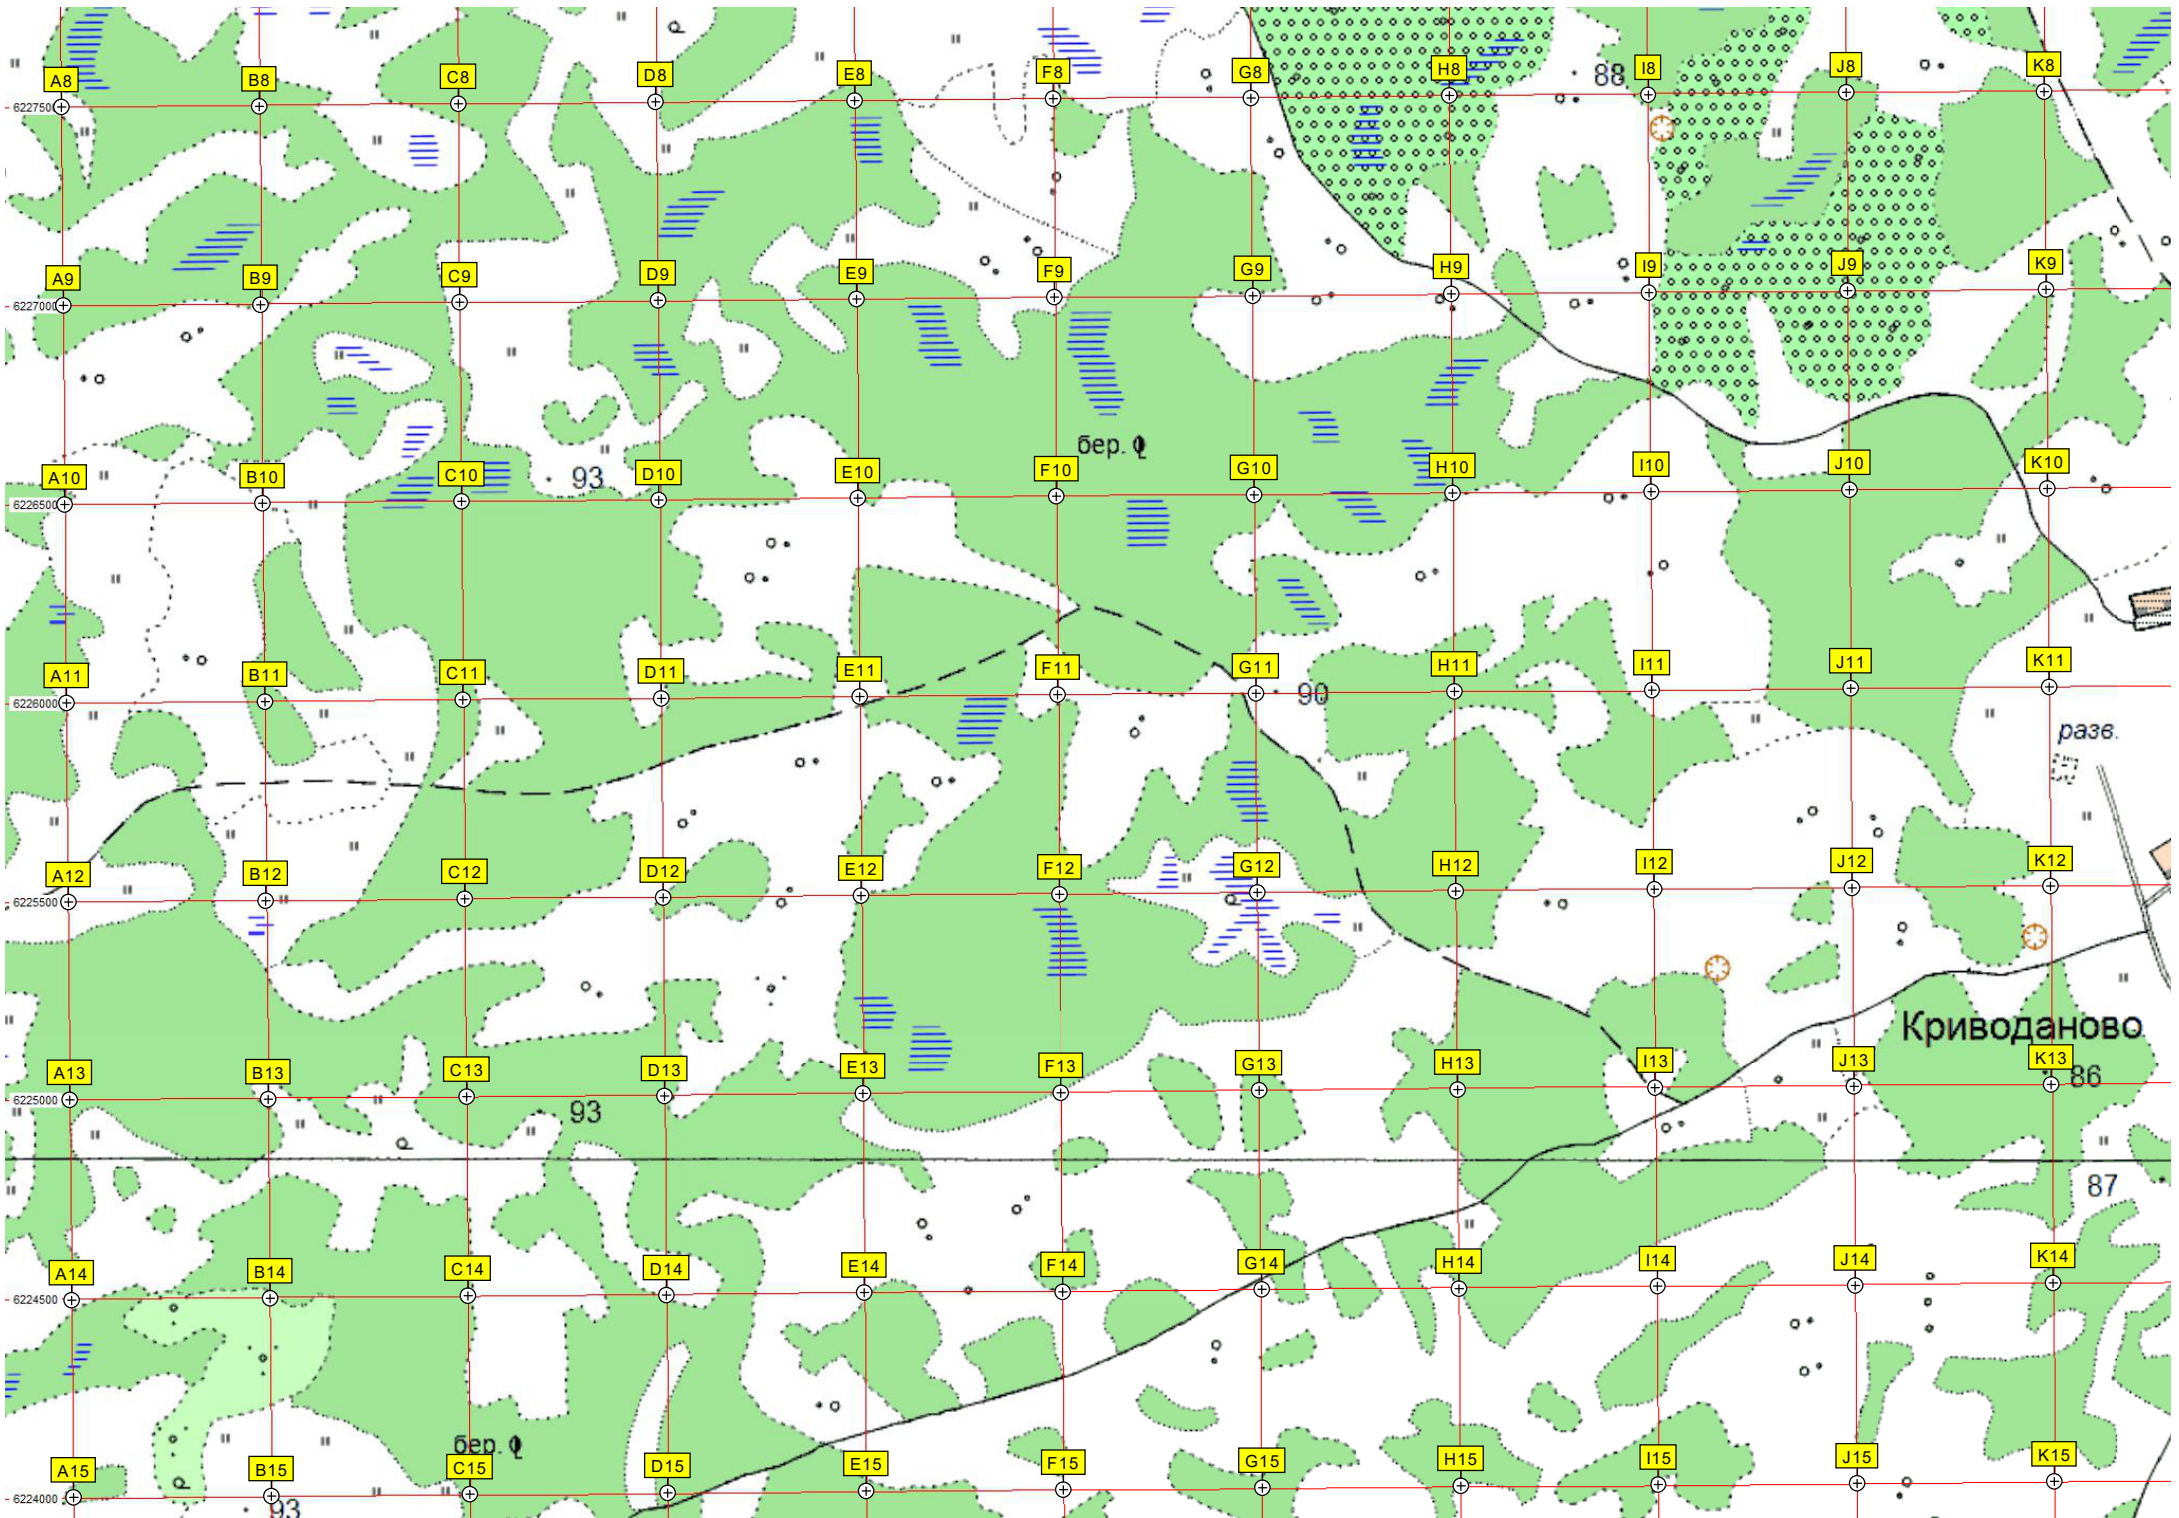 A8 B8 C8 D8 E8 F8 G8 H8 88 I8 J8 K8
6227500
A9 B9 C9 D9 E9 F9 G9 H9 I9 J9 K9
6227000
бер.
A10 B10 C10 93 D10 E10 F10 G10 H10 I10 J10 K10
6226500
A11 B11 C11 D11 E11 F11 G11 H11 I11 J11 K11
6226000
90
разв.
A12 B12 C12 D12 E12 F12 G12 H12 I12 J12 K12
6225500
Криводаново
A13 B13 C13 D13 E13 F13 G13 H13 I13 J13 K13
6225000
93
86
87
A14 B14 C14 D14 E14 F14 G14 H14 I14 J14 K14
6224500
бер.
A15 B15 C15 D15 E15 F15 G15 H15 I15 J15 K15
6224000
93